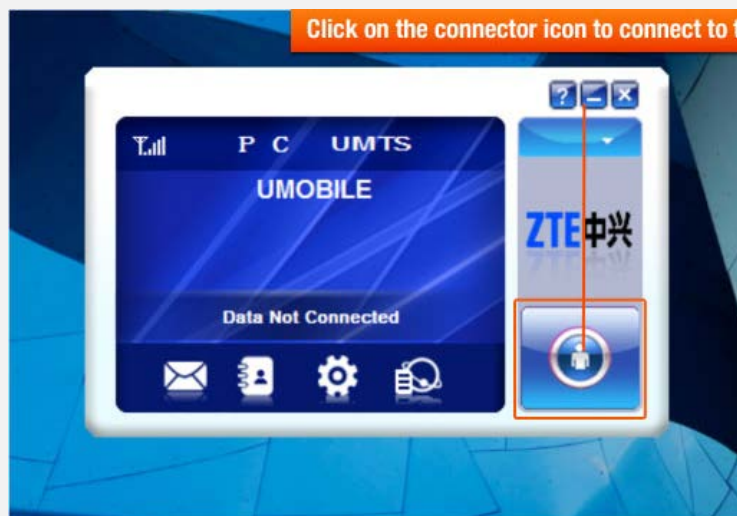 Click on the connector icon to connect to t
?
P C UMTS
UMOBILE
ZTE中兴
Data Not Connected